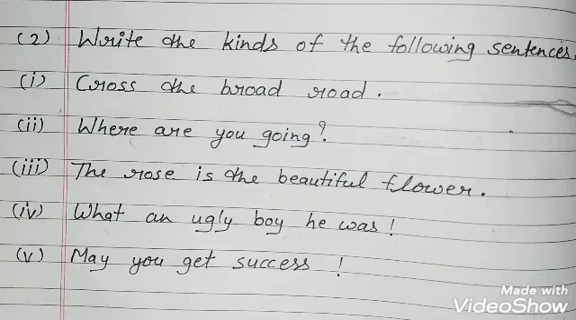 (2) Write the kinds of the following sentences.
(i) Cross the broad road.
(ii) Where are you going?
(iii) The rose is the beautiful flower.
(iv) What an ugly boy he was!
(v) May you get success!
Made with
VideoShow